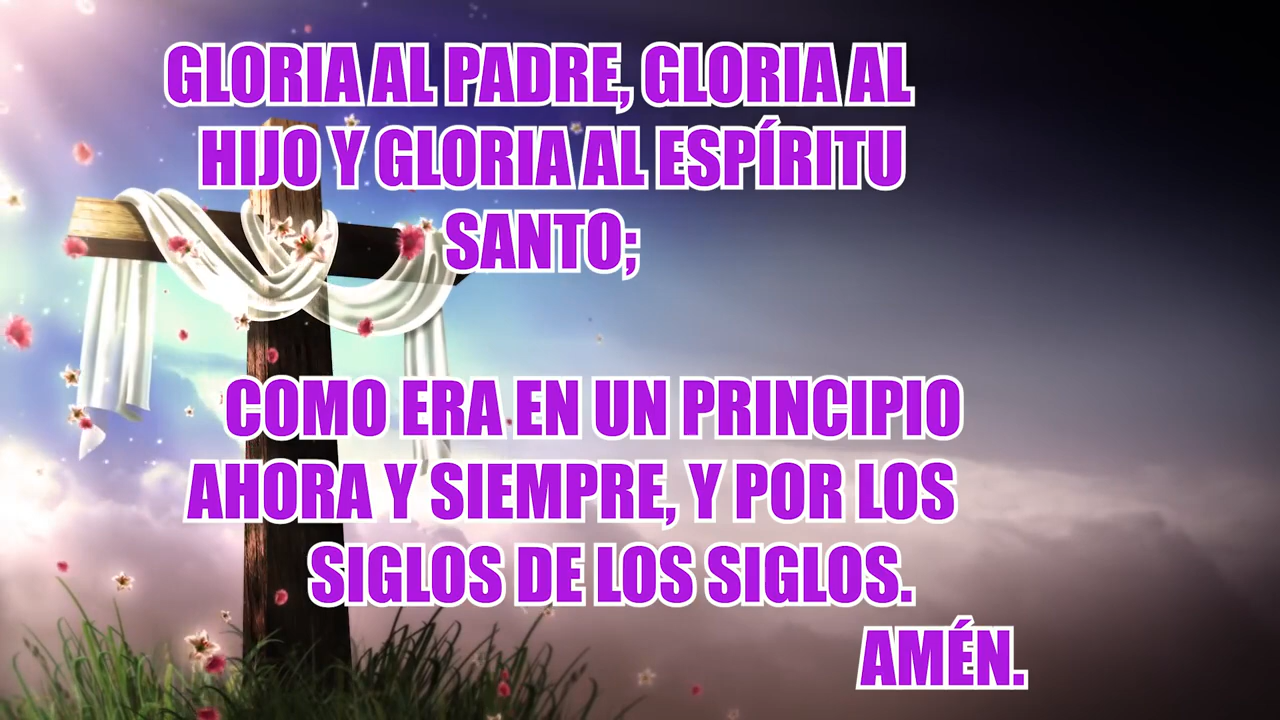 GLORIA AL PADRE, GLORIA AL
HIJO Y GLORIA AL ESPÍRITU
SANTO;
COMO ERA EN UN PRINCIPIO
AHORA Y SIEMPRE, Y POR LOS
SIGLOS DE LOS SIGLOS.
AMÉN.